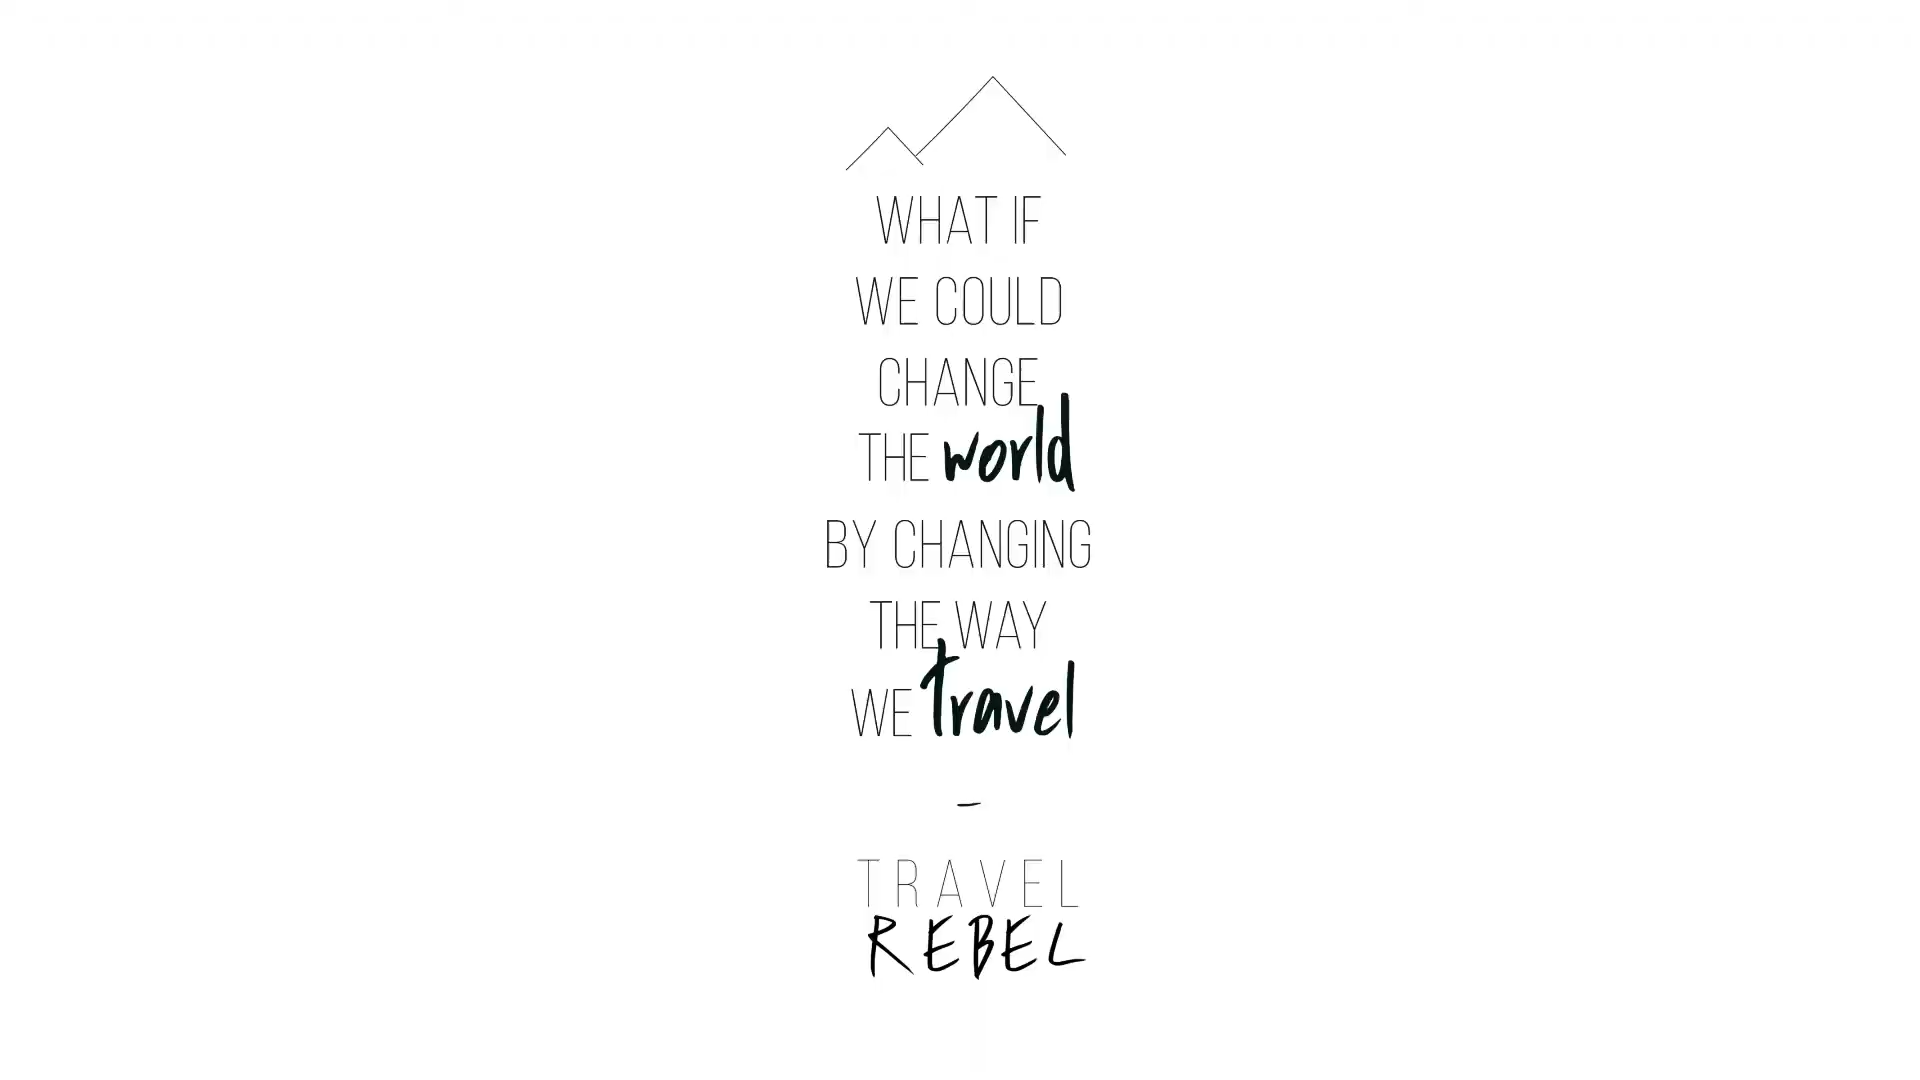 WHAT IF
WE COULD
CHANGE
THE world
BY CHANGING
THE WAY
WE travel
–
TRAVEL
REBEL